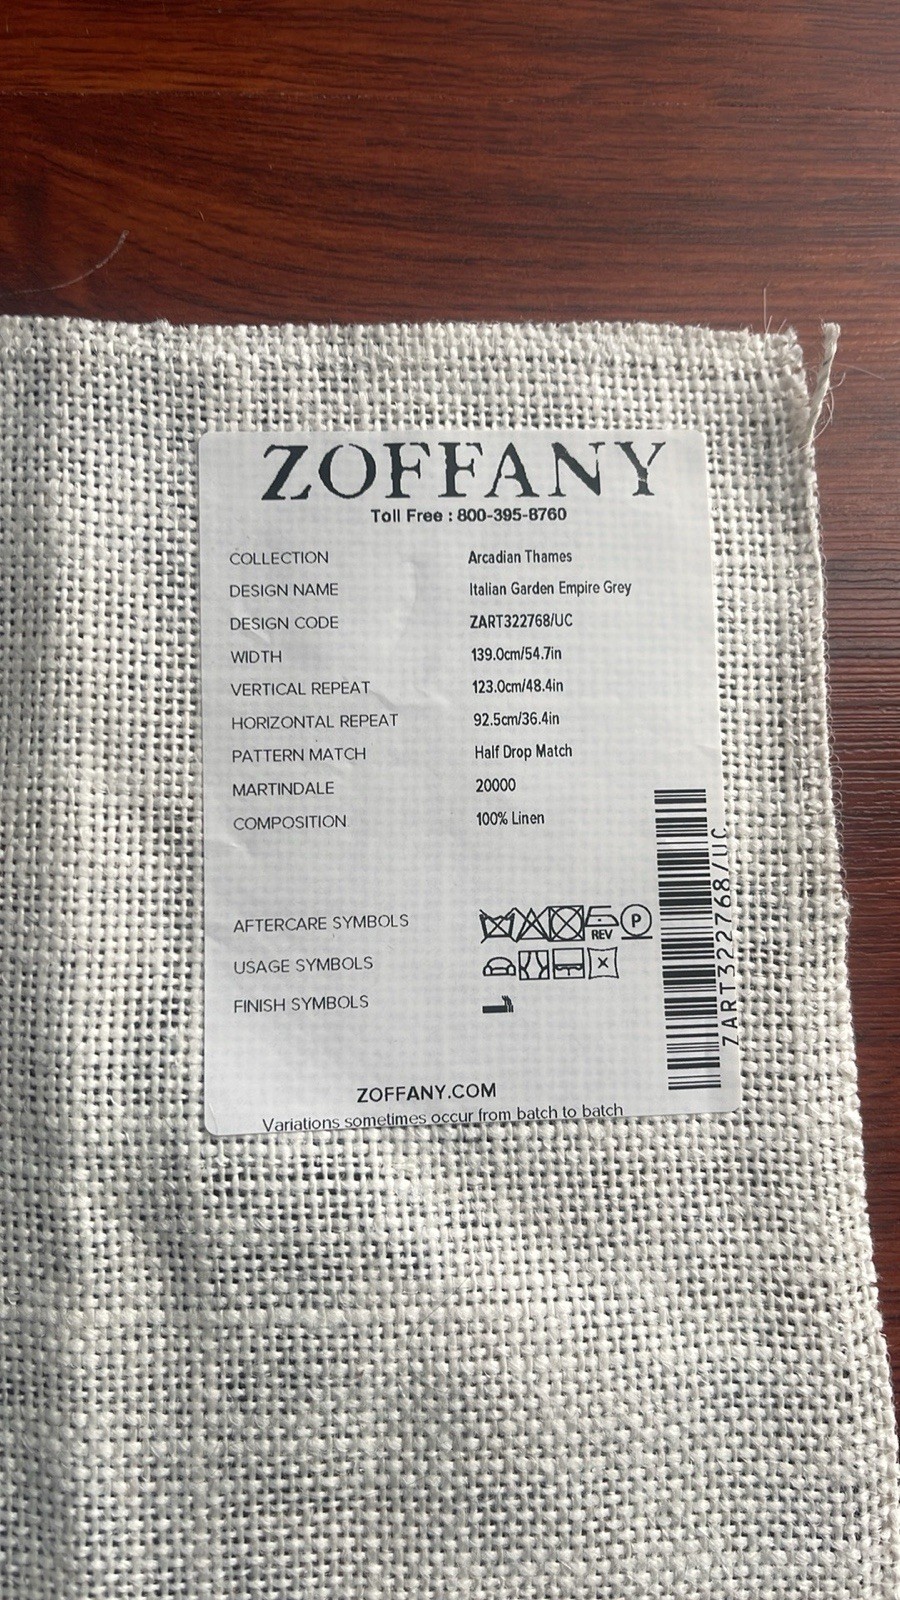 ZOFFANY
Toll Free : 800-395-8760
COLLECTION Arcadian Thames
DESIGN NAME Italian Garden Empire Grey
DESIGN CODE ZART322768/UC
WIDTH 139.0cm/54.7in
VERTICAL REPEAT 123.0cm/48.4in
HORIZONTAL REPEAT 92.5cm/36.4in
PATTERN MATCH Half Drop Match
MARTINDALE 20000
COMPOSITION 100% Linen
ZART322768/UC
AFTERCARE SYMBOLS REV P
USAGE SYMBOLS
FINISH SYMBOLS
ZOFFANY.COM
Variations sometimes occur from batch to batch